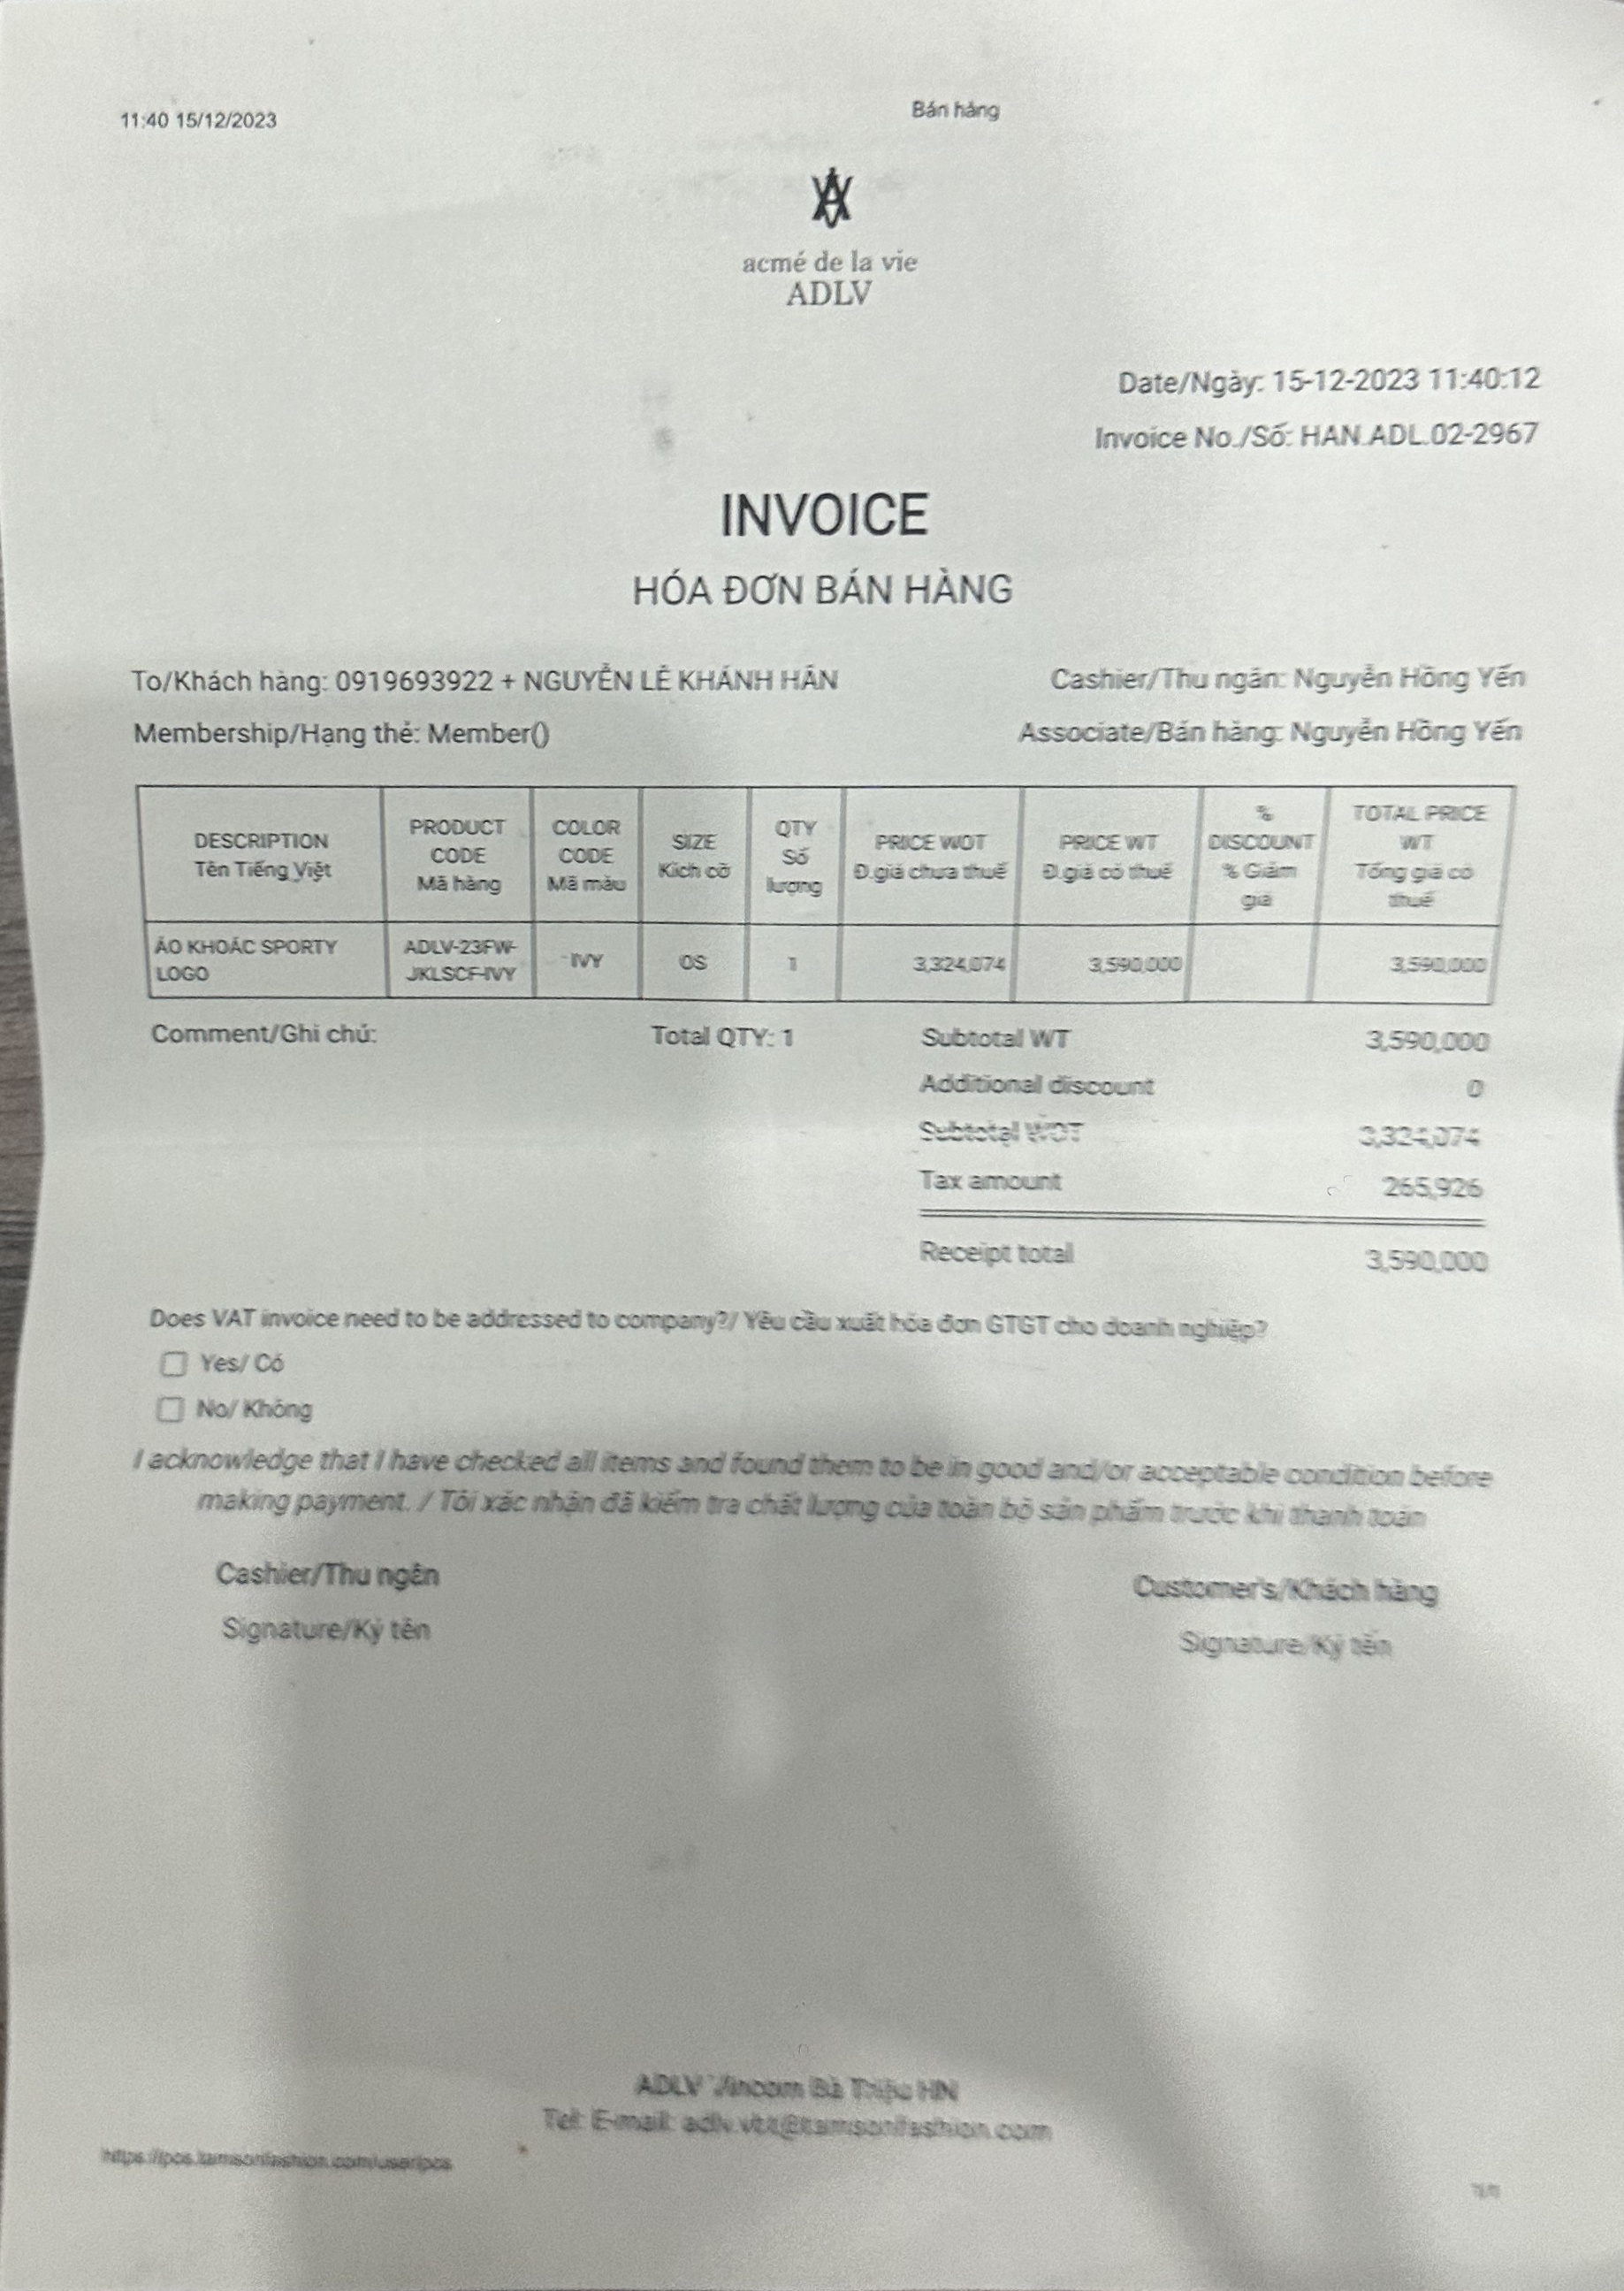 11:40 15/12/2023
Bán hàng
acmé de la vie
ADLV
Date/Ngày: 15-12-2023 11:40:12
Invoice No./Số: HAN.ADL.02-2967
INVOICE
HÓA ĐƠN BÁN HÀNG
To/Khách hàng: 0919693922 + NGUYỄN LÊ KHÁNH HÂN
Cashier/Thu ngân: Nguyễn Hồng Yến
Membership/Hạng thẻ: Member()
Associate/Bán hàng: Nguyễn Hồng Yến
DESCRIPTION
Tên Tiếng Việt
PRODUCT
CODE
Mã hàng
COLOR
CODE
Mã màu
SIZE
Kích cỡ
QTY
Số
lượng
PRICE WOT
Đ.giá chưa thuế
PRICE WT
Đ.giá có thuế
%
DISCOUNT
% Giảm
giá
TOTAL PRICE
WT
Tổng giá có
thuế
ÁO KHOÁC SPORTY
LOGO
ADLV-23FW-
JKLSCF-IVY
IVY
OS
1
3,324,074
3,590,000
3,590,000
Comment/Ghi chú:
Total QTY: 1
Subtotal WT 3,590,000
Additional discount 0
Subtotal WOT 3,324,074
Tax amount 265,926
Receipt total 3,590,000
Does VAT invoice need to be addressed to company?/ Yêu cầu xuất hóa đơn GTGT cho doanh nghiệp?
Yes/ Có
No/ Không
I acknowledge that I have checked all items and found them to be in good and/or acceptable condition before
making payment. / Tôi xác nhận đã kiểm tra chất lượng của toàn bộ sản phẩm trước khi thanh toán
Cashier/Thu ngân
Customer's/Khách hàng
Signature/Ký tên
Signature/Ký tên
ADLV Vincom Bà Triệu HN
Tel: E-mail: adlv.vbt@tamsonfashion.com
https://pos.tamsonfashion.com/user/pos
1/1